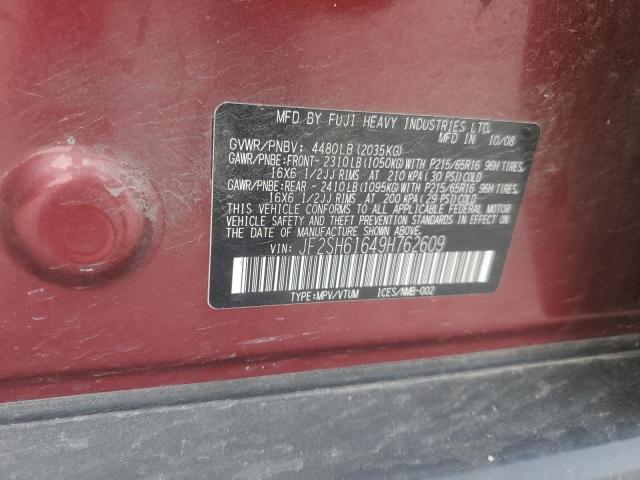 MFD BY FUJI HEAVY INDUSTRIES LTD.
MFD IN 10/08
GVWR/PNBV: 4480LB (2035KG)
GAWR/PNBE:FRONT- 2310LB(1050KG)WITH P215/65R16 96H TIRES,
16X6 1/2JJ RIMS AT 210 KPA(30 PSI)COLD
GAWR/PNBE:REAR - 2410LB(1095KG)WITH P215/65R16 96H TIRES,
16X6 1/2JJ RIMS AT 200 KPA(29 PSI)COLD
THIS VEHICLE CONFORMS TO ALL APPLICABLE FEDERAL MOTOR
VEHICLE SAFETY AND THEFT PREVENTION STANDARDS IN EFFECT ON
THE DATE OF MANUFACTURE SHOWN ABOVE.
VIN: JF2SH61649H762609
TYPE:MPV/VTUM ICES/NMB-002